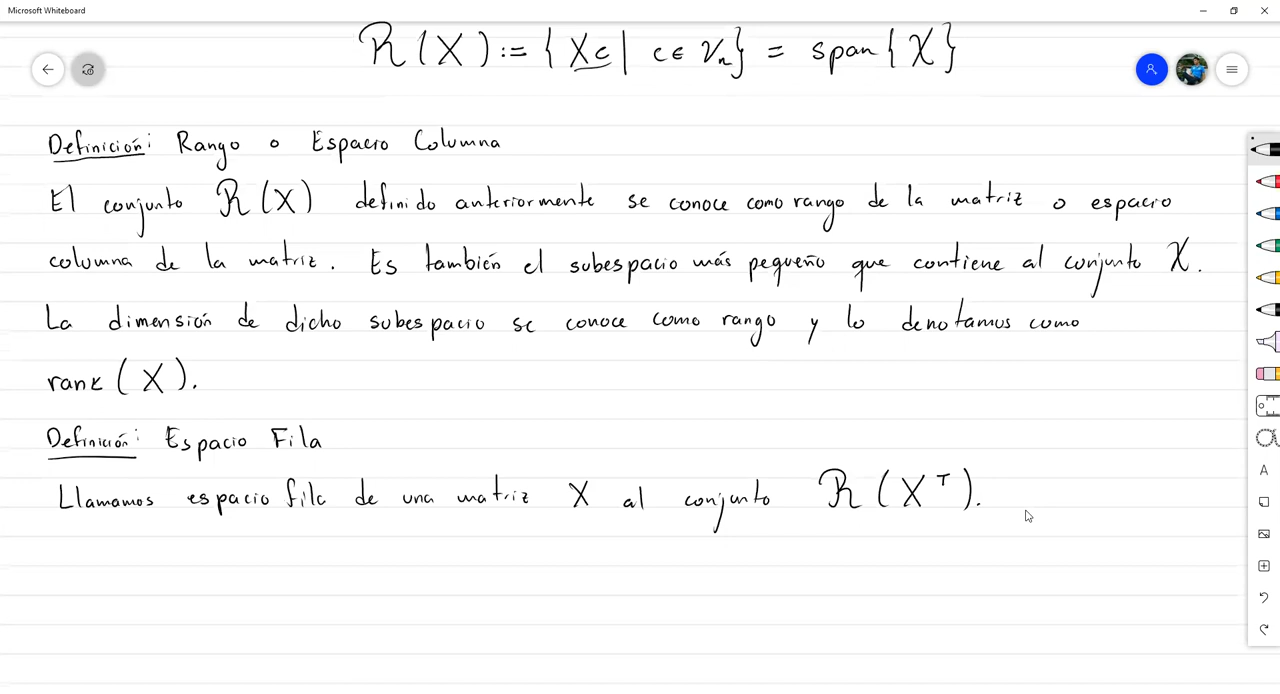 Microsoft Whiteboard
R(X) := { Xc | c ∈ V_n } = span{X}
Definición: Rango o Espacio Columna
El conjunto R(X) definido anteriormente se conoce como rango de la matriz o espacio
columna de la matriz. Es también el subespacio más pequeño que contiene al conjunto X.
La dimensión de dicho subespacio se conoce como rango y lo denotamos como
rank(X).
Definición: Espacio Fila
Llamamos espacio fila de una matriz X al conjunto R(X^T).
A